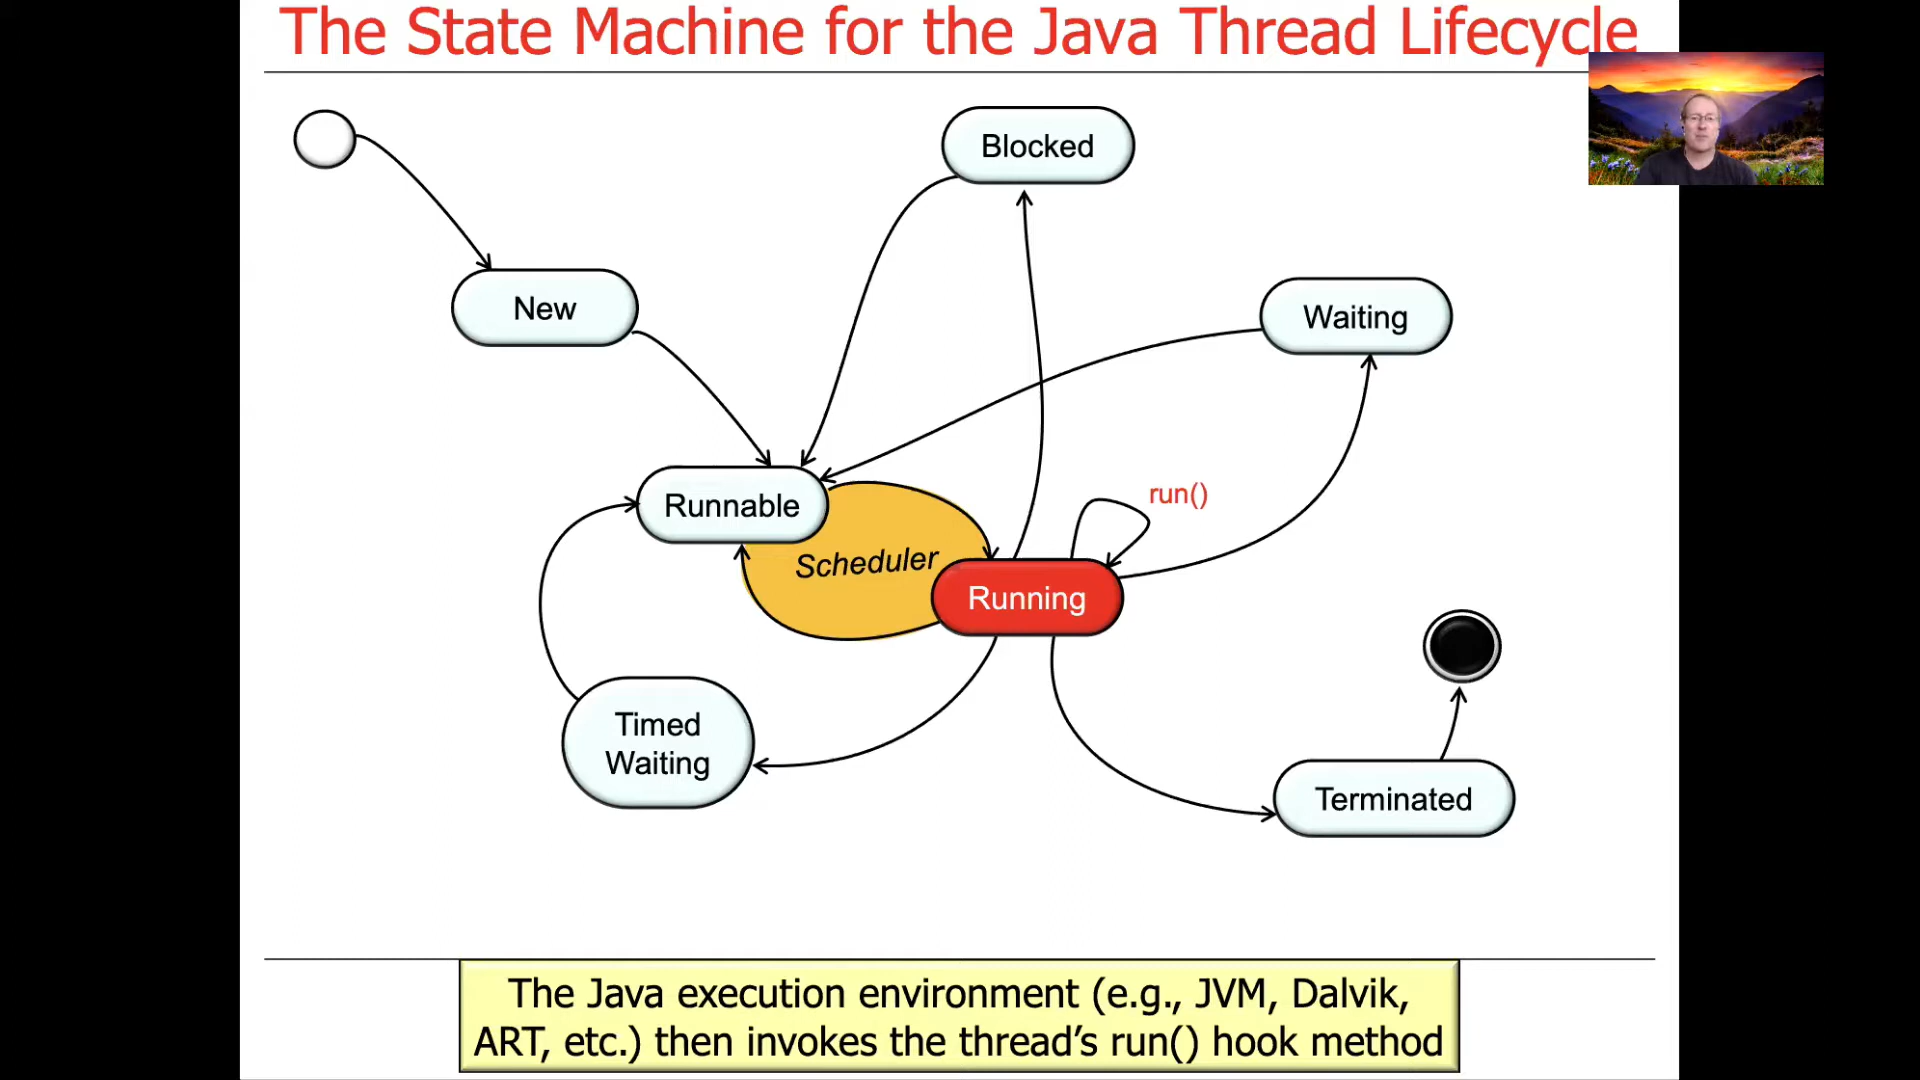 The State Machine for the Java Thread Lifecycle
Blocked
New
Waiting
run()
Runnable
Scheduler
Running
Timed
Waiting
Terminated
The Java execution environment (e.g., JVM, Dalvik,
ART, etc.) then invokes the thread’s run() hook method